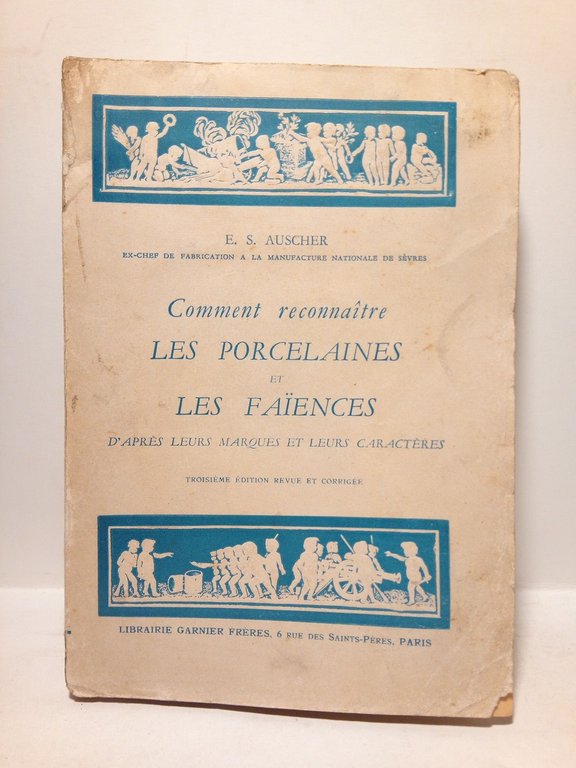 E. S. AUSCHER
EX-CHEF DE FABRICATION A LA MANUFACTURE NATIONALE DE SÈVRES
Comment reconnaître
LES PORCELAINES
ET
LES FAÏENCES
D'APRÈS LEURS MARQUES ET LEURS CARACTÈRES
TROISIÈME ÉDITION REVUE ET CORRIGÉE
LIBRAIRIE GARNIER FRERES, 6 RUE DES SAINTS-PÈRES, PARIS